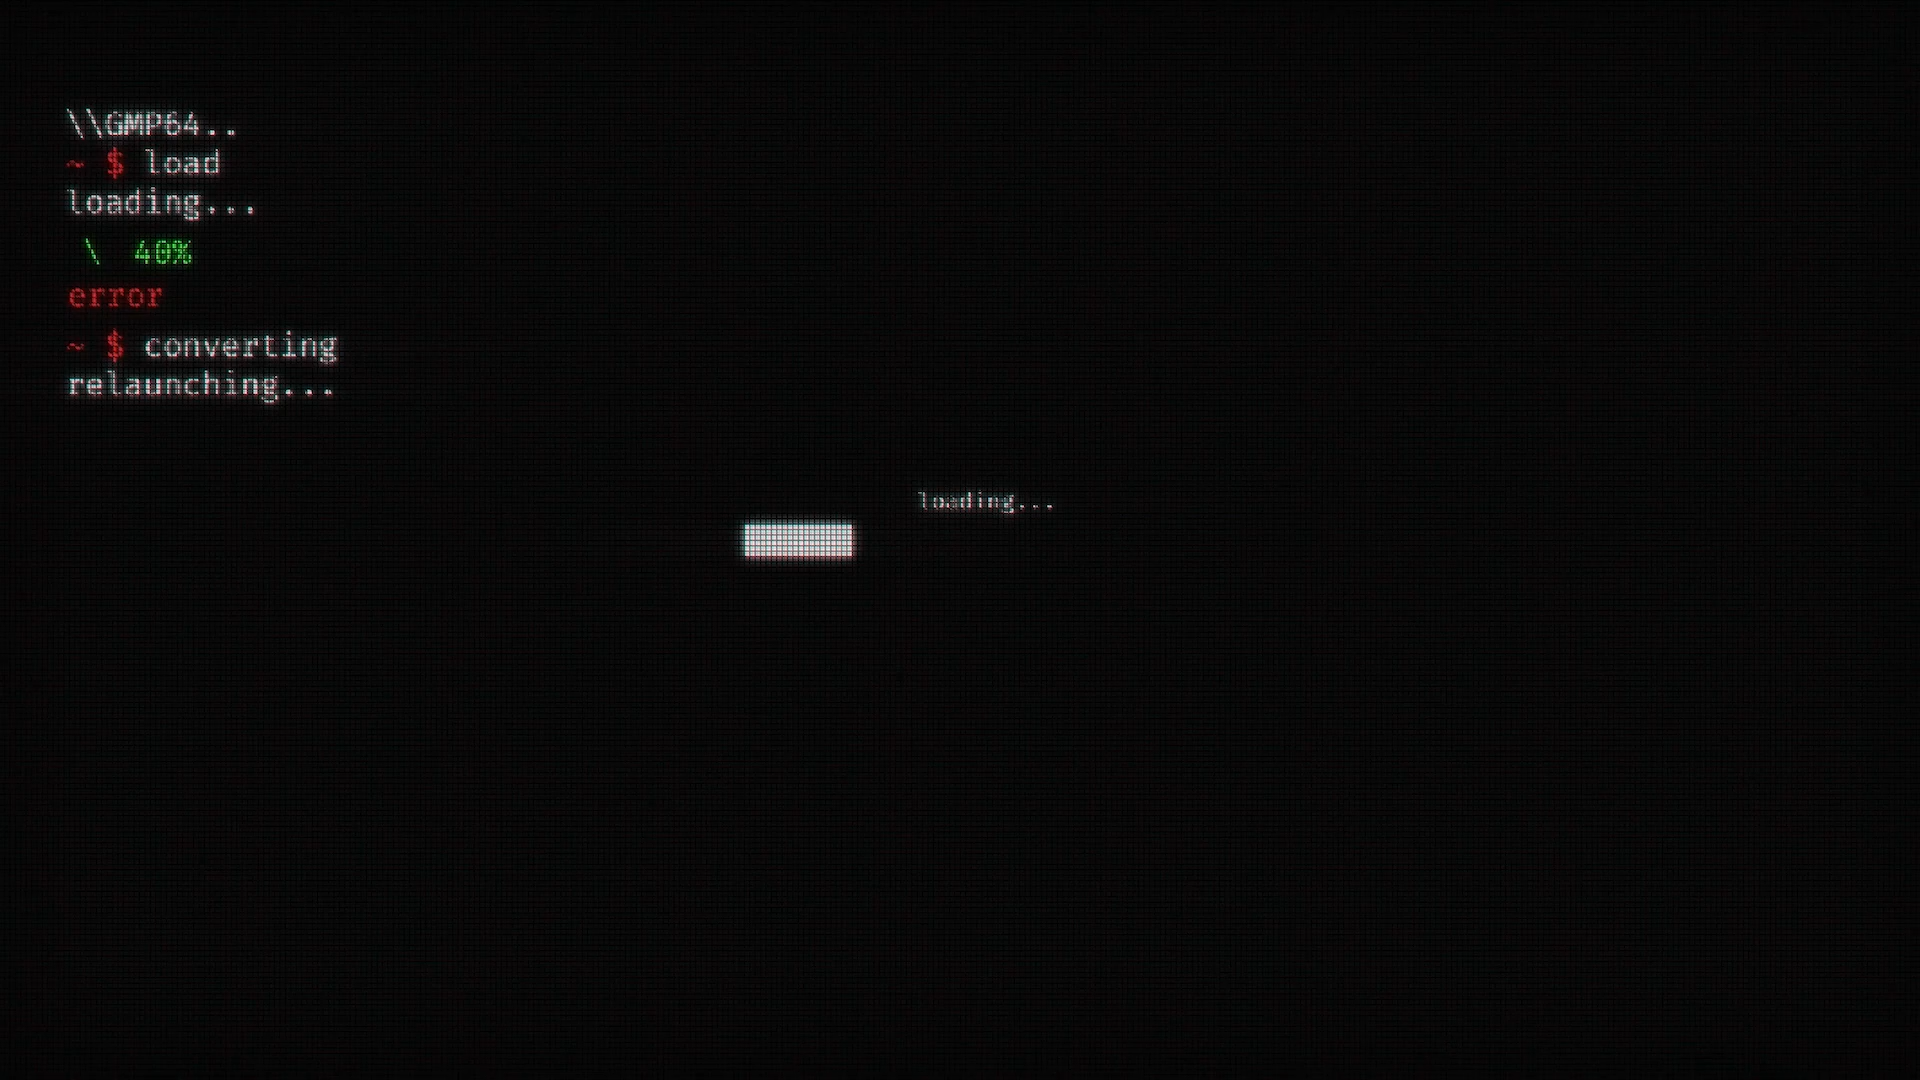 \\GMP64..
~ $ load
loading...
\ 40%
error
~ $ converting
relaunching...
loading...